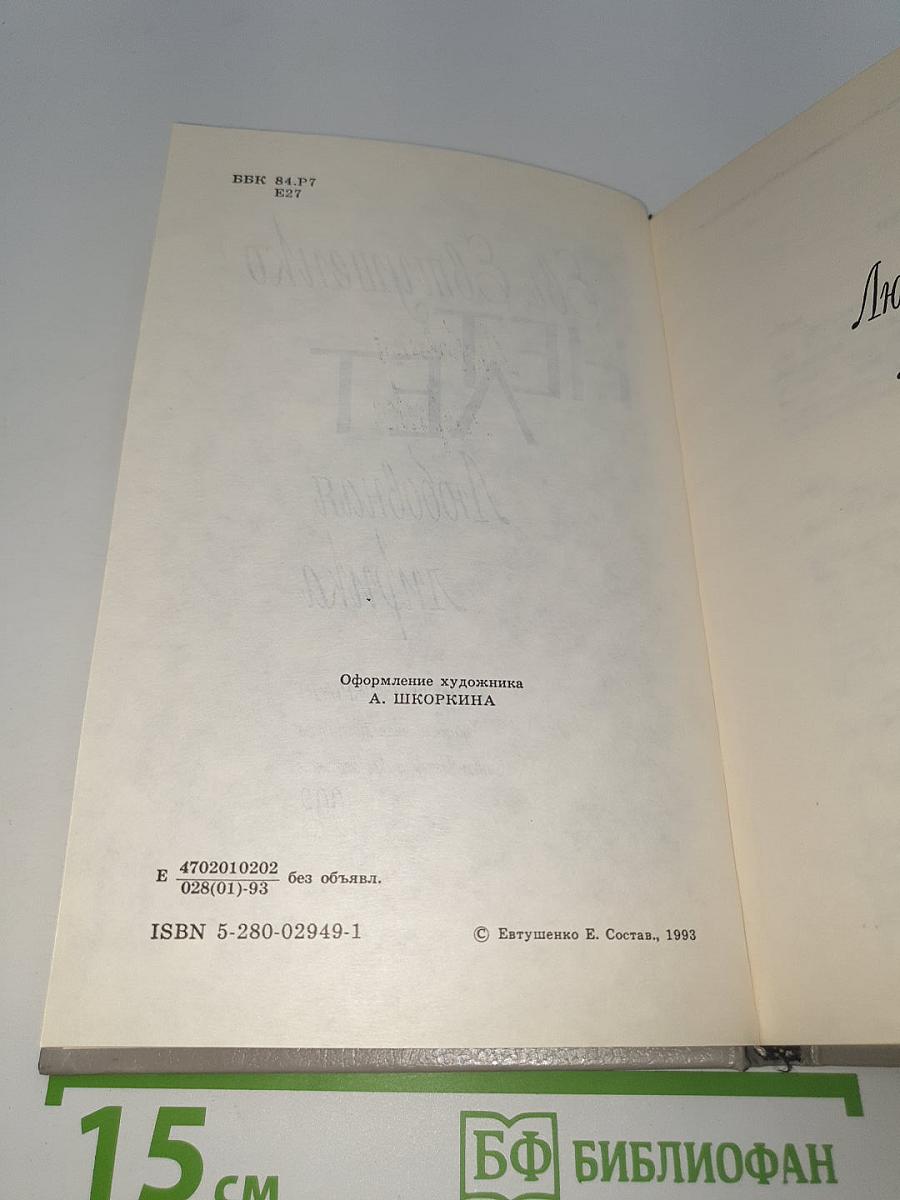 ББК 84.Р7
Е27
Оформление художника
А. ШКОРКИНА
Е 4702010202 без объявл.
028(01)-93
ISBN 5-280-02949-1
© Евтушенко Е. Состав., 1993
Лю
15 см
БФ БИБЛИОФАН